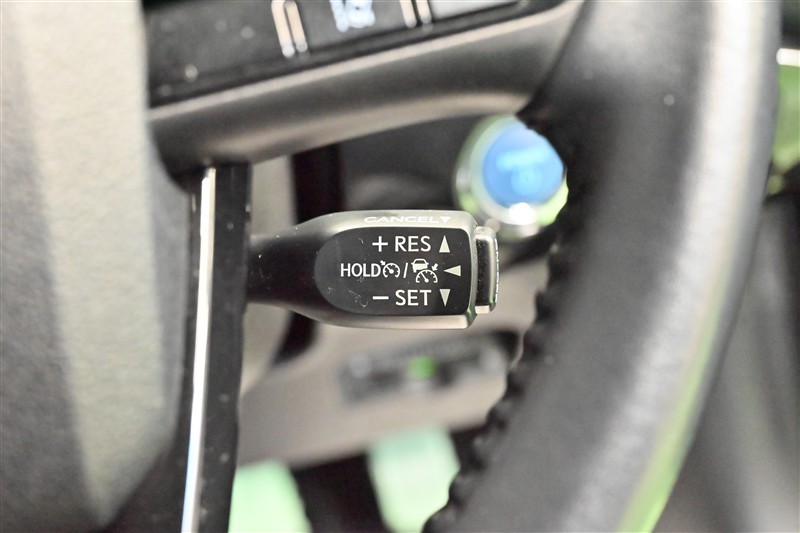 CANCEL▼
+ RES ▲
HOLD / ◀
− SET ▼